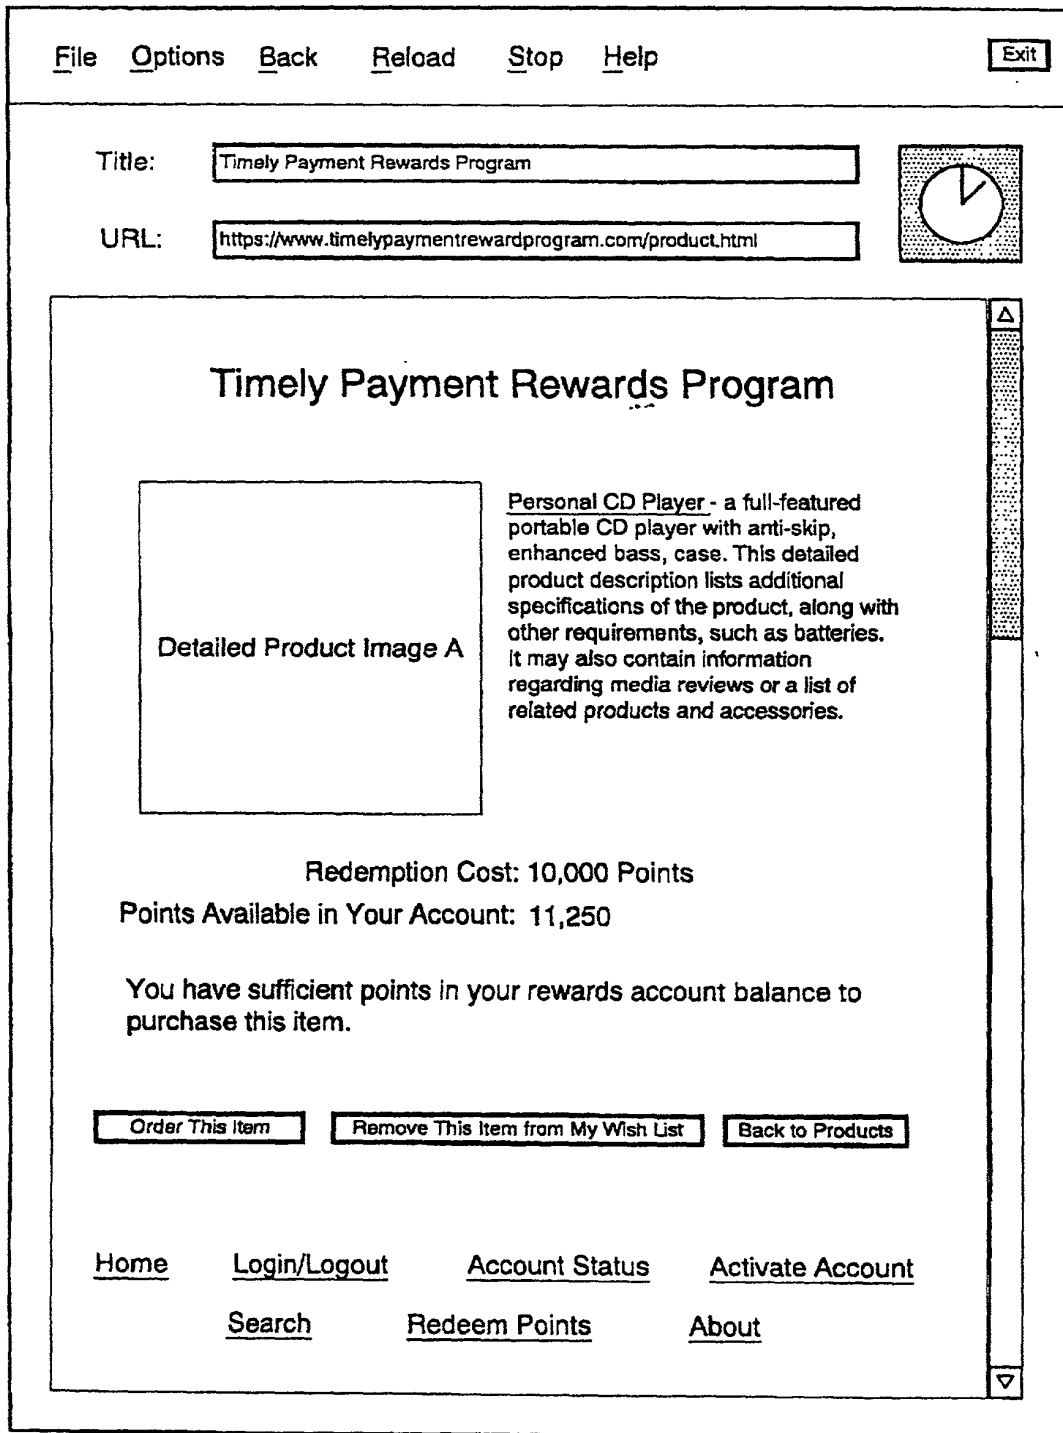 File Options Back Reload Stop Help Exit
Title: Timely Payment Rewards Program
URL: https://www.timelypaymentrewardprogram.com/product.html
Timely Payment Rewards Program
Detailed Product Image A
Personal CD Player - a full-featured
portable CD player with anti-skip,
enhanced bass, case. This detailed
product description lists additional
specifications of the product, along with
other requirements, such as batteries.
It may also contain information
regarding media reviews or a list of
related products and accessories.
Redemption Cost: 10,000 Points
Points Available in Your Account: 11,250
You have sufficient points in your rewards account balance to
purchase this item.
Order This Item Remove This Item from My Wish List Back to Products
Home Login/Logout Account Status Activate Account
Search Redeem Points About